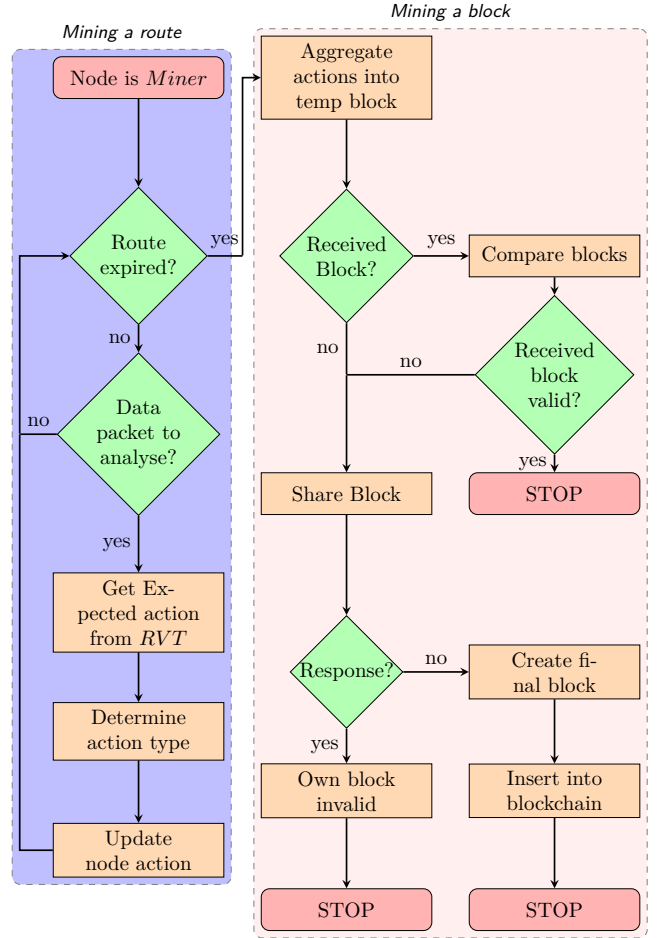 Mining a route
Node is Miner
Route
expired?
yes
no
Data
packet to
analyse?
no
yes
Get Ex-
pected action
from RVT
Determine
action type
Update
node action
Mining a block
Aggregate
actions into
temp block
Received
Block?
yes
Compare blocks
no
no
Received
block
valid?
yes
STOP
Share Block
Response?
no
Create fi-
nal block
yes
Own block
invalid
Insert into
blockchain
STOP
STOP